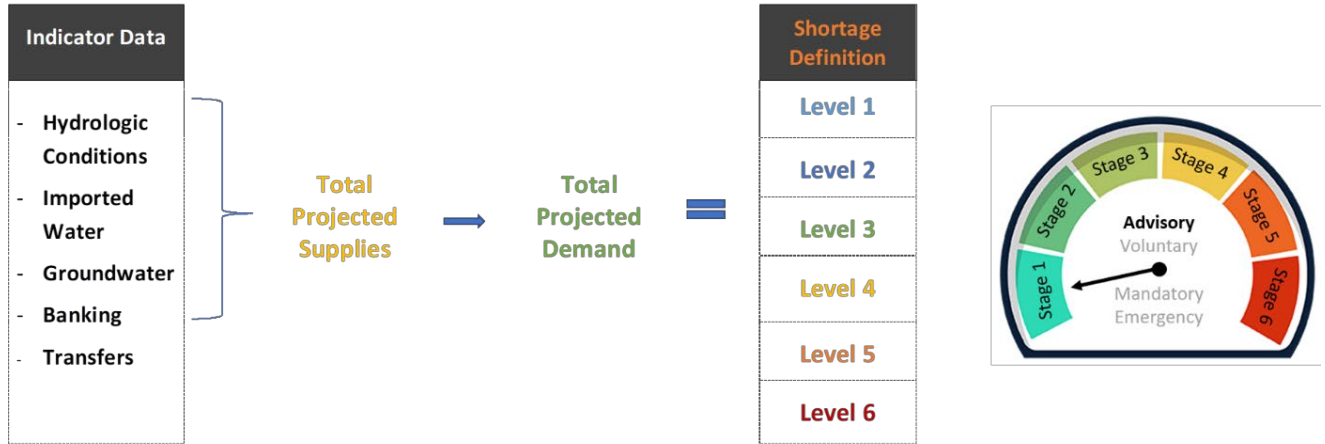 Indicator Data
- Hydrologic
Conditions
- Imported
Water
- Groundwater
- Banking
- Transfers
Total
Projected
Supplies
Total
Projected
Demand
Shortage
Definition
Level 1
Level 2
Level 3
Level 4
Level 5
Level 6
Stage 1
Stage 2
Stage 3
Stage 4
Stage 5
Stage 6
Advisory
Voluntary
Mandatory
Emergency